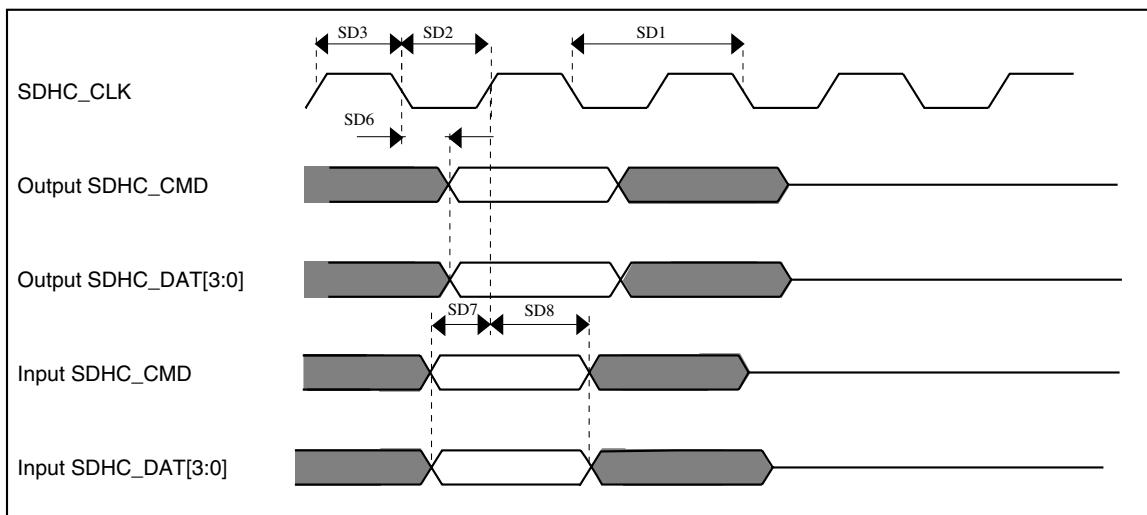 SD3 SD2 SD1
SDHC_CLK
SD6
Output SDHC_CMD
Output SDHC_DAT[3:0]
SD7 SD8
Input SDHC_CMD
Input SDHC_DAT[3:0]